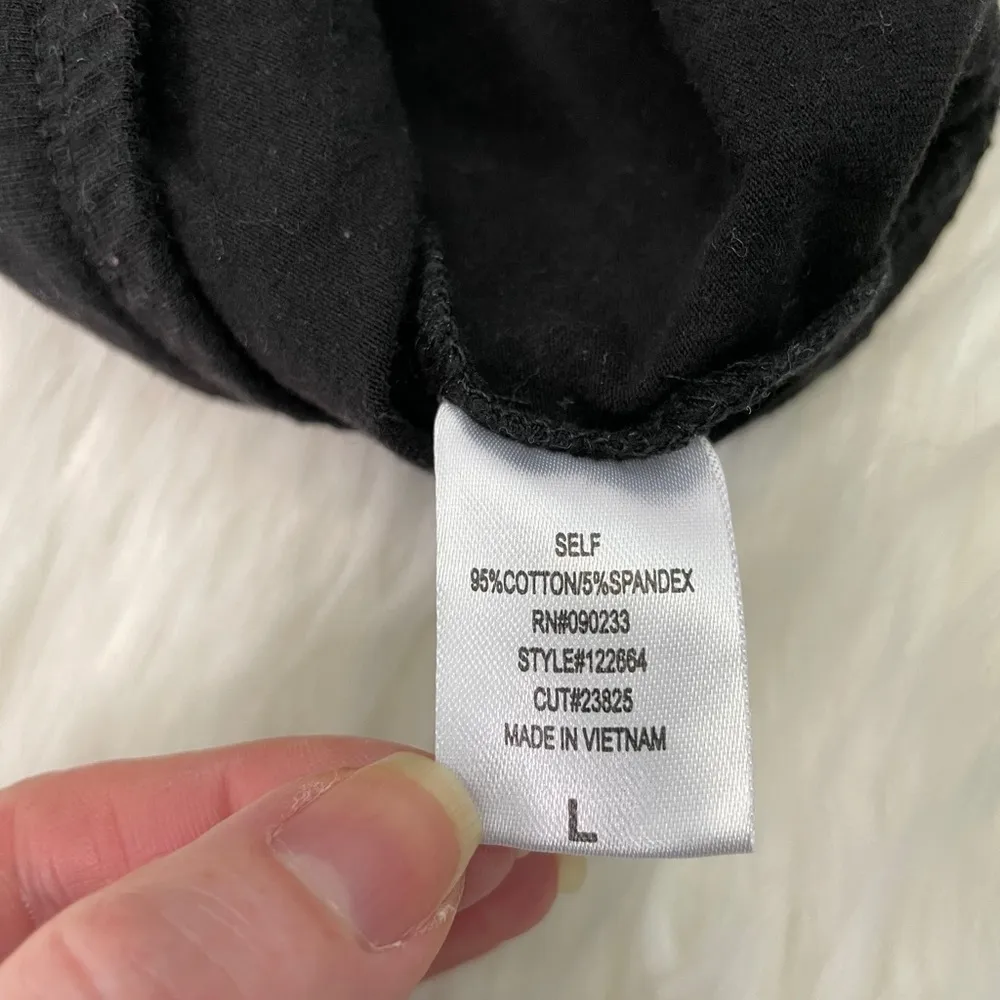 SELF
95%COTTON/5%SPANDEX
RN#090233
STYLE#122664
CUT#23825
MADE IN VIETNAM
L